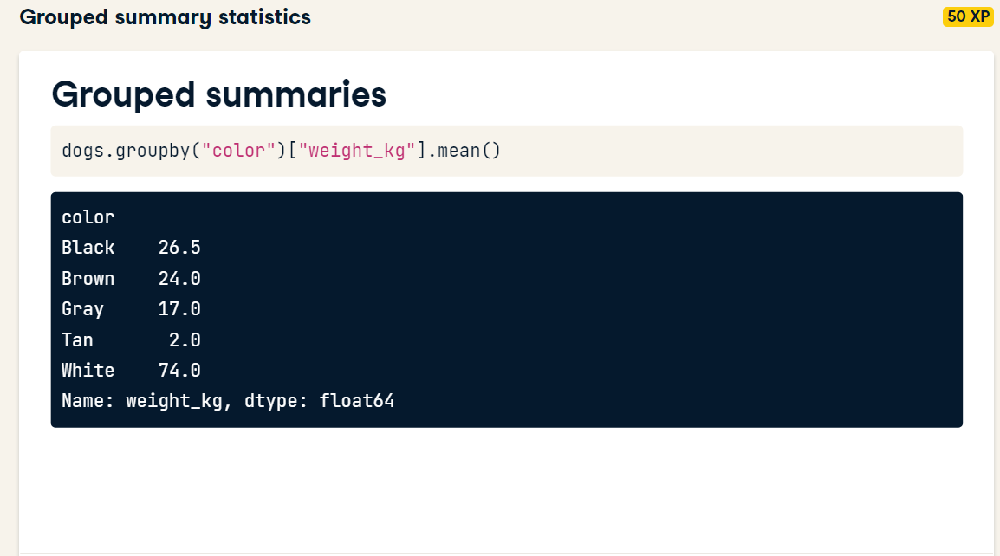 Grouped summary statistics
50 XP
Grouped summaries
dogs.groupby("color")["weight_kg"].mean()
color
Black    26.5
Brown    24.0
Gray     17.0
Tan       2.0
White    74.0
Name: weight_kg, dtype: float64